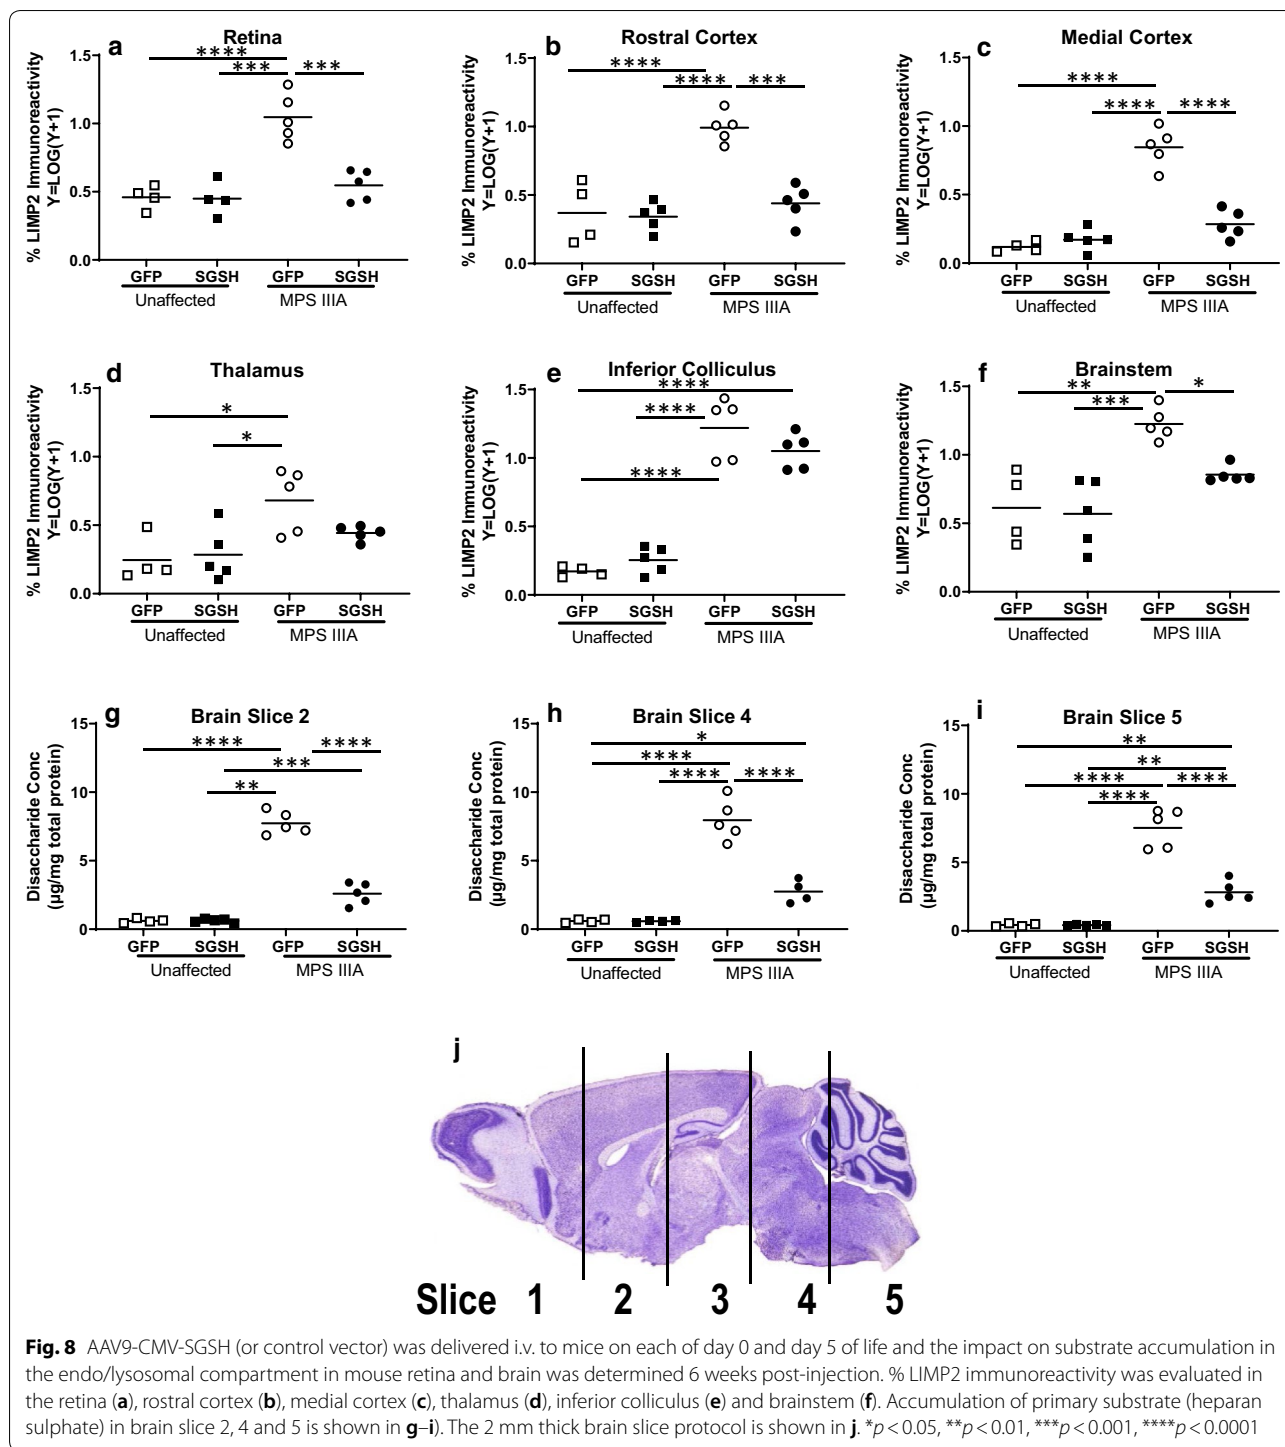 a
Retina
% LIMP2 Immunoreactivity
Y=LOG(Y+1)
1.5
1.0
0.5
0.0
****
***
***
GFP SGSH GFP SGSH
Unaffected MPS IIIA
b
Rostral Cortex
% LIMP2 Immunoreactivity
Y=LOG(Y+1)
1.5
1.0
0.5
0.0
****
****
***
GFP SGSH GFP SGSH
Unaffected MPS IIIA
c
Medial Cortex
% LIMP2 Immunoreactivity
Y=LOG(Y+1)
1.5
1.0
0.5
0.0
****
****
****
GFP SGSH GFP SGSH
Unaffected MPS IIIA
d
Thalamus
% LIMP2 Immunoreactivity
Y=LOG(Y+1)
1.5
1.0
0.5
0.0
*
*
GFP SGSH GFP SGSH
Unaffected MPS IIIA
e
Inferior Colliculus
% LIMP2 Immunoreactivity
Y=LOG(Y+1)
1.5
1.0
0.5
0.0
****
****
****
GFP SGSH GFP SGSH
Unaffected MPS IIIA
f
Brainstem
% LIMP2 Immunoreactivity
Y=LOG(Y+1)
1.5
1.0
0.5
0.0
**
*
***
GFP SGSH GFP SGSH
Unaffected MPS IIIA
g
Brain Slice 2
Disaccharide Conc
(µg/mg total protein)
15
10
5
0
****
****
***
**
GFP SGSH GFP SGSH
Unaffected MPS IIIA
h
Brain Slice 4
Disaccharide Conc
(µg/mg total protein)
15
10
5
0
*
****
****
****
GFP SGSH GFP SGSH
Unaffected MPS IIIA
i
Brain Slice 5
Disaccharide Conc
(µg/mg total protein)
15
10
5
0
**
**
****
****
****
GFP SGSH GFP SGSH
Unaffected MPS IIIA
j
Slice 1 2 3 4 5
Fig. 8 AAV9-CMV-SGSH (or control vector) was delivered i.v. to mice on each of day 0 and day 5 of life and the impact on substrate accumulation in
the endo/lysosomal compartment in mouse retina and brain was determined 6 weeks post-injection. % LIMP2 immunoreactivity was evaluated in
the retina (a), rostral cortex (b), medial cortex (c), thalamus (d), inferior colliculus (e) and brainstem (f). Accumulation of primary substrate (heparan
sulphate) in brain slice 2, 4 and 5 is shown in g–i). The 2 mm thick brain slice protocol is shown in j. *p < 0.05, **p < 0.01, ***p < 0.001, ****p < 0.0001